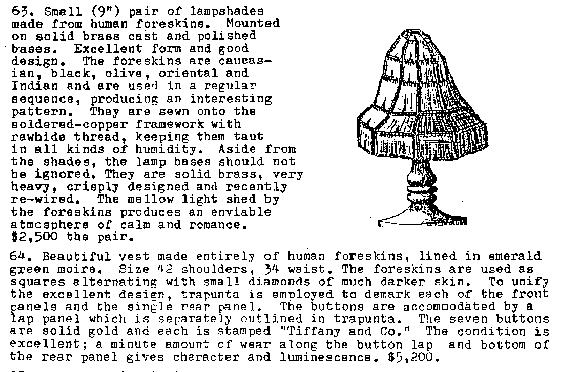 63. Small (9") pair of lampshades
made from human foreskins. Mounted
on solid brass cast and polished
bases. Excellent form and good
design. The foreskins are caucas-
ian, black, olive, oriental and
Indian and are used in a regular
sequence, producing an interesting
pattern. They are sewn onto the
soldered-copper framework with
rawhide thread, keeping them taut
in all kinds of humidity. Aside from
the shades, the lamp bases should not
be ignored. They are solid brass, very
heavy, crisply designed and recently
re-wired. The mellow light shed by
the foreskins produces an enviable
atmosphere of calm and romance.
$2,500 the pair.
64. Beautiful vest made entirely of human foreskins, lined in emerald
green moire. Size 42 shoulders, 34 waist. The foreskins are used as
squares alternating with small diamonds of much darker skin. To unify
the excellent design, trapunta is employed to demark each of the front
panels and the single rear panel. The buttons are accomodated by a
lap panel which is separately outlined in trapunta. The seven buttons
are solid gold and each is stamped "Tiffany and Co." The condition is
excellent; a minute amount of wear along the button lap and bottom of
the rear panel gives character and luminescence. $5,200.